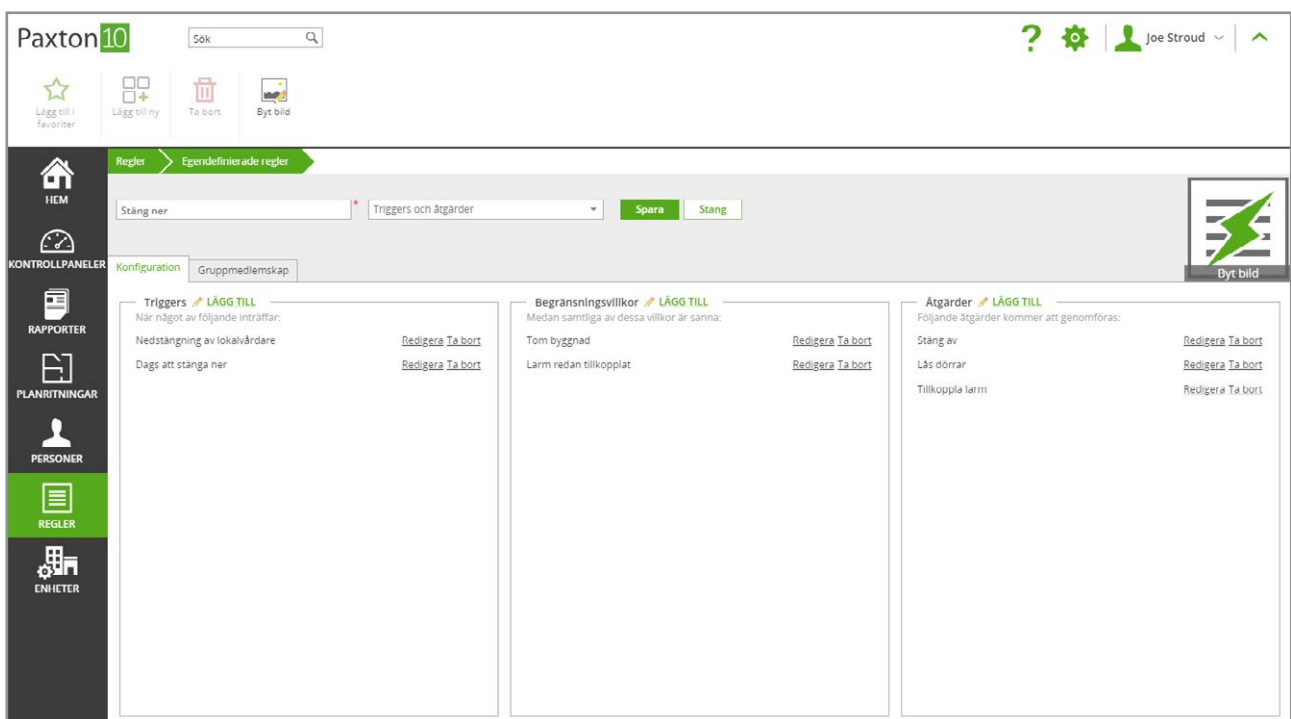 Paxton10
Sök
Joe Stroud
Lägg till i
favoriter
Lägg till ny
Ta bort
Byt bild
HEM
KONTROLLPANELER
RAPPORTER
PLANRITNINGAR
PERSONER
REGLER
ENHETER
Regler
Egendefinierade regler
Stäng ner
*
Triggers och åtgärder
Spara
Stang
Byt bild
Konfiguration
Gruppmedlemskap
Triggers LÄGG TILL
När något av följande inträffar:
Nedstängning av lokalvårdare Redigera Ta bort
Dags att stänga ner Redigera Ta bort
Begränsningsvillkor LÄGG TILL
Medan samtliga av dessa villkor är sanna:
Tom byggnad Redigera Ta bort
Larm redan tillkopplat Redigera Ta bort
Åtgärder LÄGG TILL
Följande åtgärder kommer att genomföras:
Stäng av Redigera Ta bort
Lås dörrar Redigera Ta bort
Tillkoppla larm Redigera Ta bort